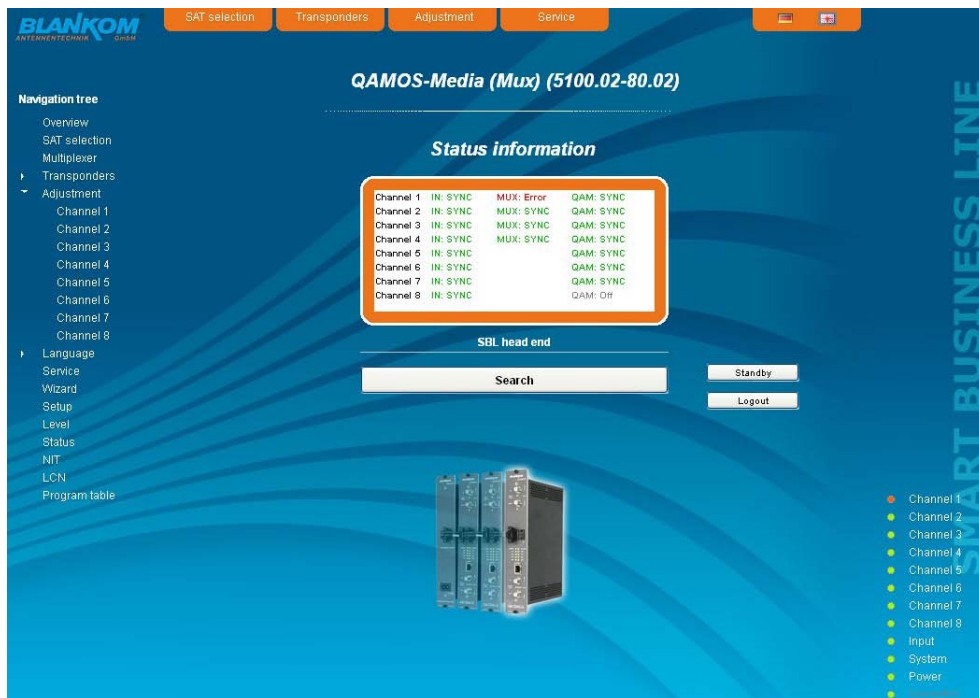 BLANKOM
ANTENNENTECHNIK GmbH
SAT selection
Transponders
Adjustment
Service
QAMOS-Media (Mux) (5100.02-80.02)
Navigation tree
Overview
SAT selection
Multiplexer
Transponders
Adjustment
Channel 1
Channel 2
Channel 3
Channel 4
Channel 5
Channel 6
Channel 7
Channel 8
Language
Service
Wizard
Setup
Level
Status
NIT
LCN
Program table
Status information
Channel 1 IN: SYNC MUX: Error QAM: SYNC
Channel 2 IN: SYNC MUX: SYNC QAM: SYNC
Channel 3 IN: SYNC MUX: SYNC QAM: SYNC
Channel 4 IN: SYNC MUX: SYNC QAM: SYNC
Channel 5 IN: SYNC QAM: SYNC
Channel 6 IN: SYNC QAM: SYNC
Channel 7 IN: SYNC QAM: SYNC
Channel 8 IN: SYNC QAM: Off
SBL head end
Search
Standby
Logout
SMART BUSINESS LINE
Channel 1
Channel 2
Channel 3
Channel 4
Channel 5
Channel 6
Channel 7
Channel 8
Input
System
Power